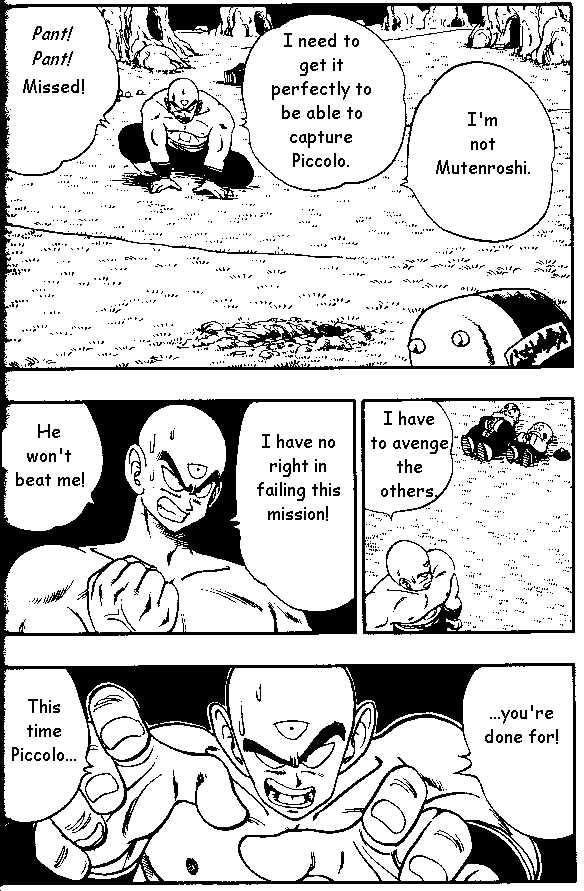 Pant!
Pant!
Missed!
I need to
get it
perfectly to
be able to
capture
Piccolo.
I'm
not
Mutenroshi.
He
won't
beat me!
I have no
right in
failing this
mission!
I have
to avenge
the
others.
This
time
Piccolo...
...you're
done for!